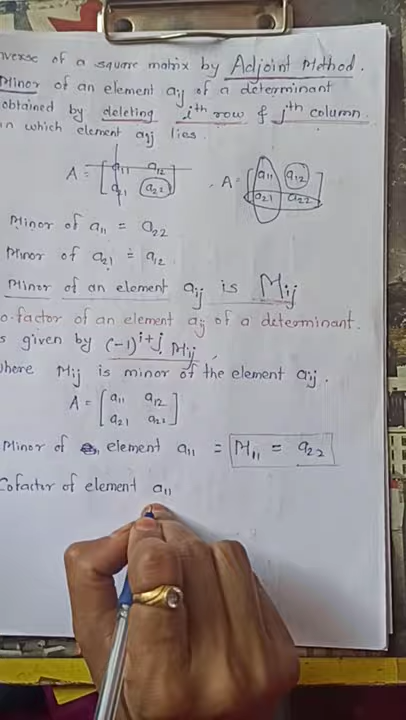 nverse of a square matrix by Adjoint Method.
Minor of an element aij of a determinant
obtained by deleting ith row & jth column
in which element aij lies.
A = [a11 a12 a21 a22] , A = [a11 a12 a21 a22]
Minor of a11 = a22
Minor of a21 = a12
Minor of an element aij is Mij
o-factor of an element aij of a determinant.
s given by (-1)^i+j Mij,
where Mij is minor of the element aij.
A = [a11 a12 a21 a22]
Minor of element a11 = M11 = a22
Cofactor of element a11